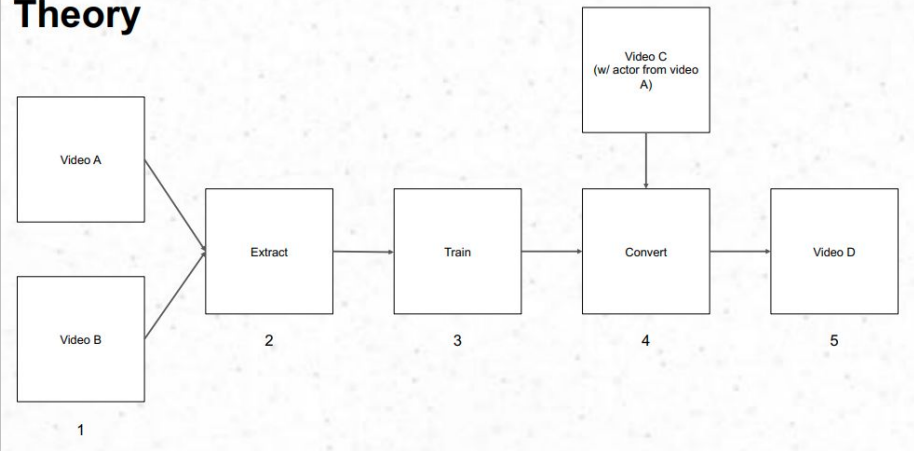 Theory
Video C
(w/ actor from video
A)
Video A
Extract
Train
Convert
Video D
Video B
2
3
4
5
1